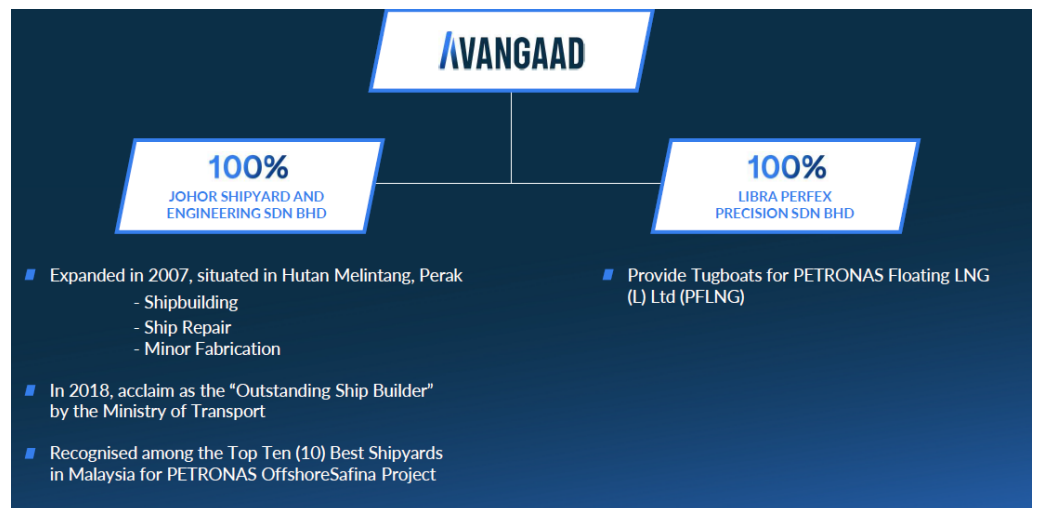 AVANGAAD
100%
JOHOR SHIPYARD AND
ENGINEERING SDN BHD
Expanded in 2007, situated in Hutan Melintang, Perak
- Shipbuilding
- Ship Repair
- Minor Fabrication
In 2018, acclaim as the “Outstanding Ship Builder”
by the Ministry of Transport
Recognised among the Top Ten (10) Best Shipyards
in Malaysia for PETRONAS OffshoreSafina Project
100%
LIBRA PERFEX
PRECISION SDN BHD
Provide Tugboats for PETRONAS Floating LNG
(L) Ltd (PFLNG)